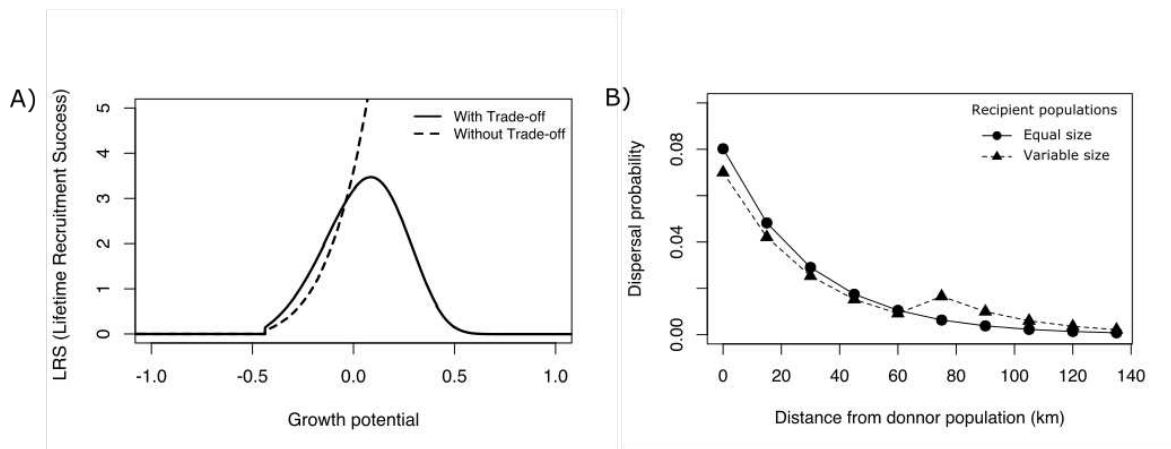 A)
LRS (Lifetime Recruitment Success)
5
4
3
2
1
0
With Trade-off
Without Trade-off
-1.0
-0.5
0.0
0.5
1.0
Growth potential
B)
Dispersal probability
0.08
0.04
0.00
Recipient populations
Equal size
Variable size
0
20
40
60
80
100
120
140
Distance from donnor population (km)